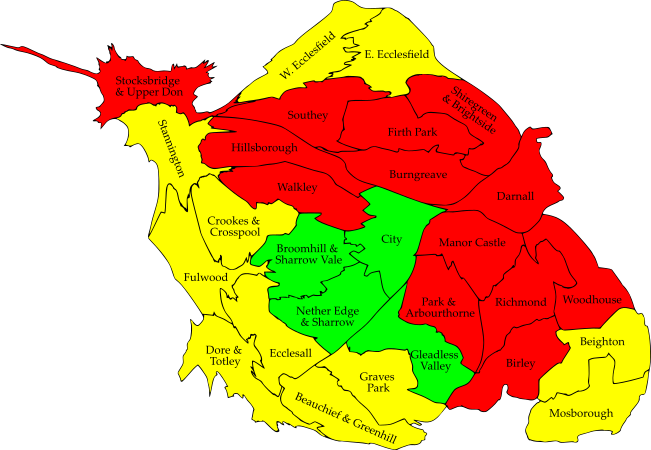 W. Ecclesfield
E. Ecclesfield
Stocksbridge
& Upper Don
Shiregreen
& Brightside
Southey
Firth Park
Stannington
Hillsborough
Burngreave
Walkley
Darnall
Crookes &
Crosspool
City
Manor Castle
Broomhill &
Sharrow Vale
Fulwood
Park &
Arbourthorne
Richmond
Woodhouse
Nether Edge
& Sharrow
Beighton
Dore &
Totley
Ecclesall
Gleadless
Valley
Birley
Graves
Park
Beauchief & Greenhill
Mosborough